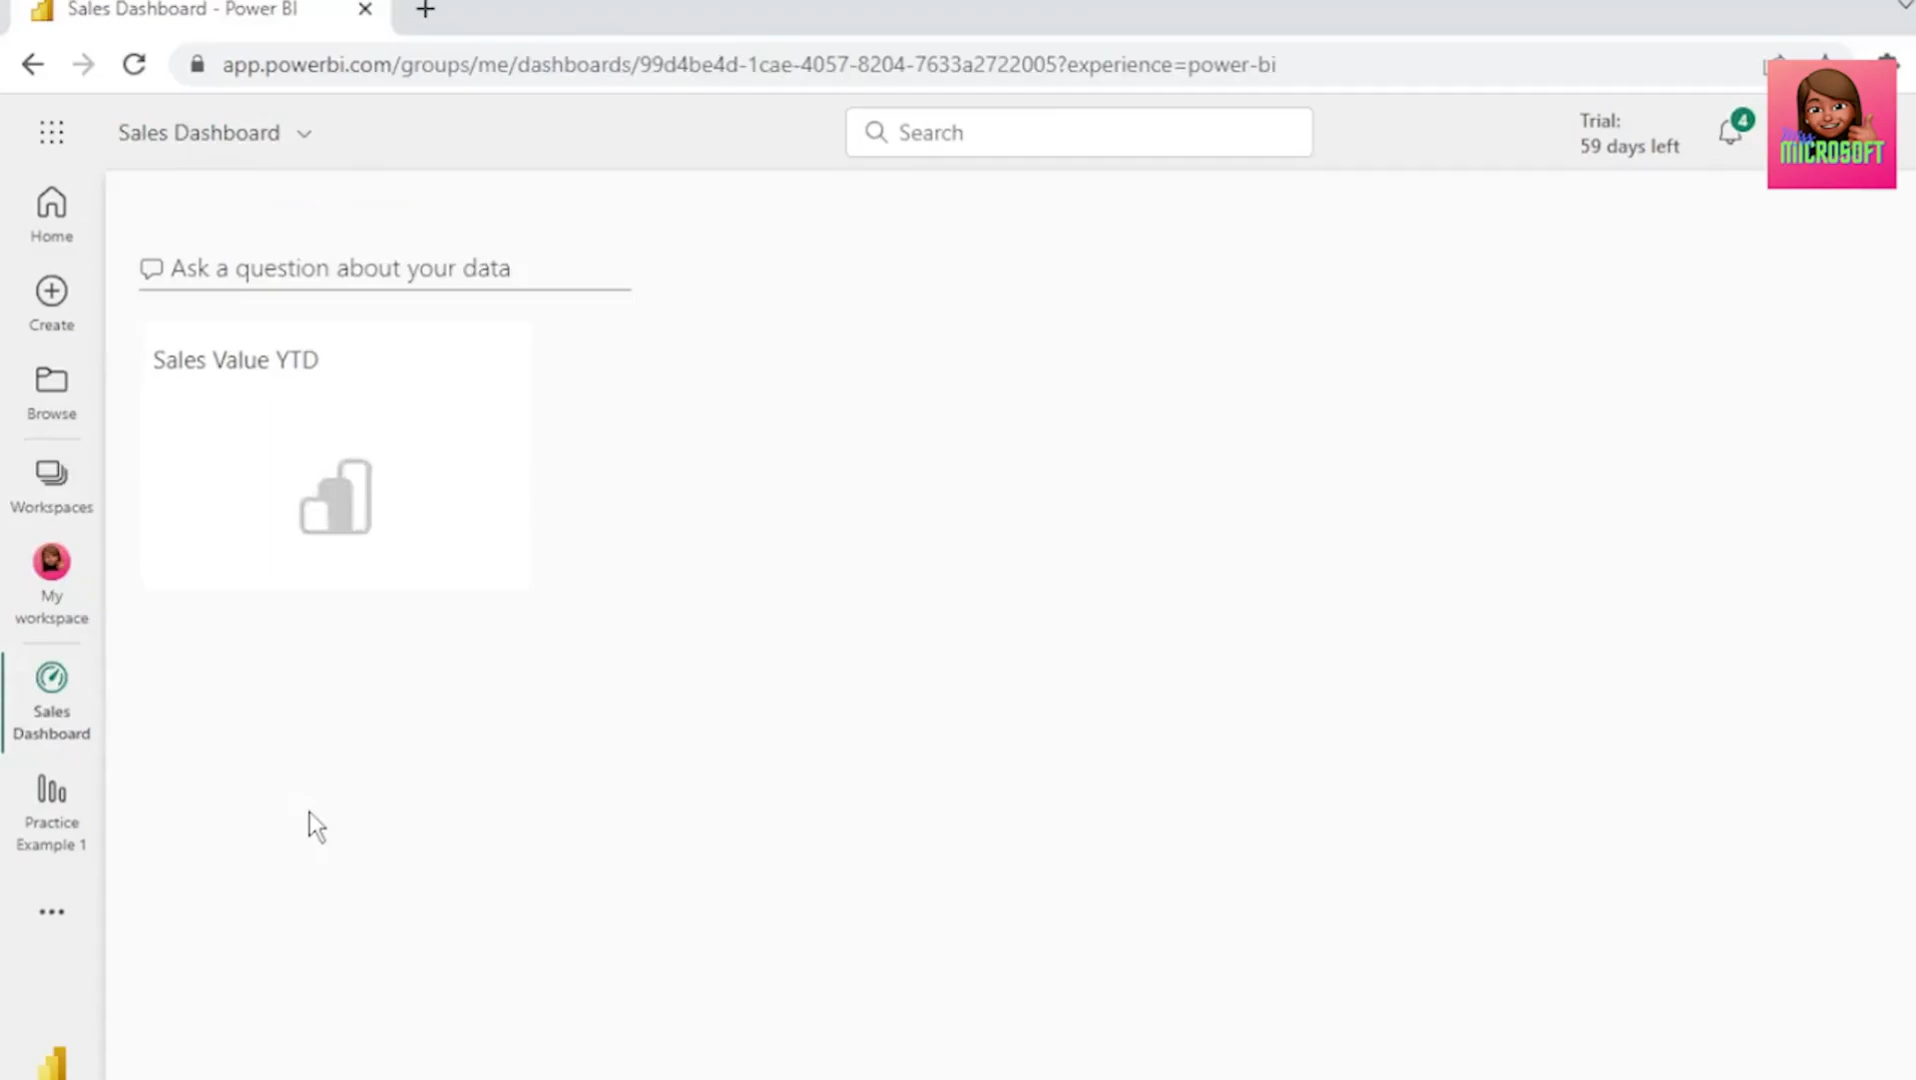 Sales Dashboard - Power BI
app.powerbi.com/groups/me/dashboards/99d4be4d-1cae-4057-8204-7633a2722005?experience=power-bi
Sales Dashboard
Search
Trial:
59 days left
4
MICROSOFT
Home
Create
Browse
Workspaces
My
workspace
Sales
Dashboard
Practice
Example 1
Ask a question about your data
Sales Value YTD